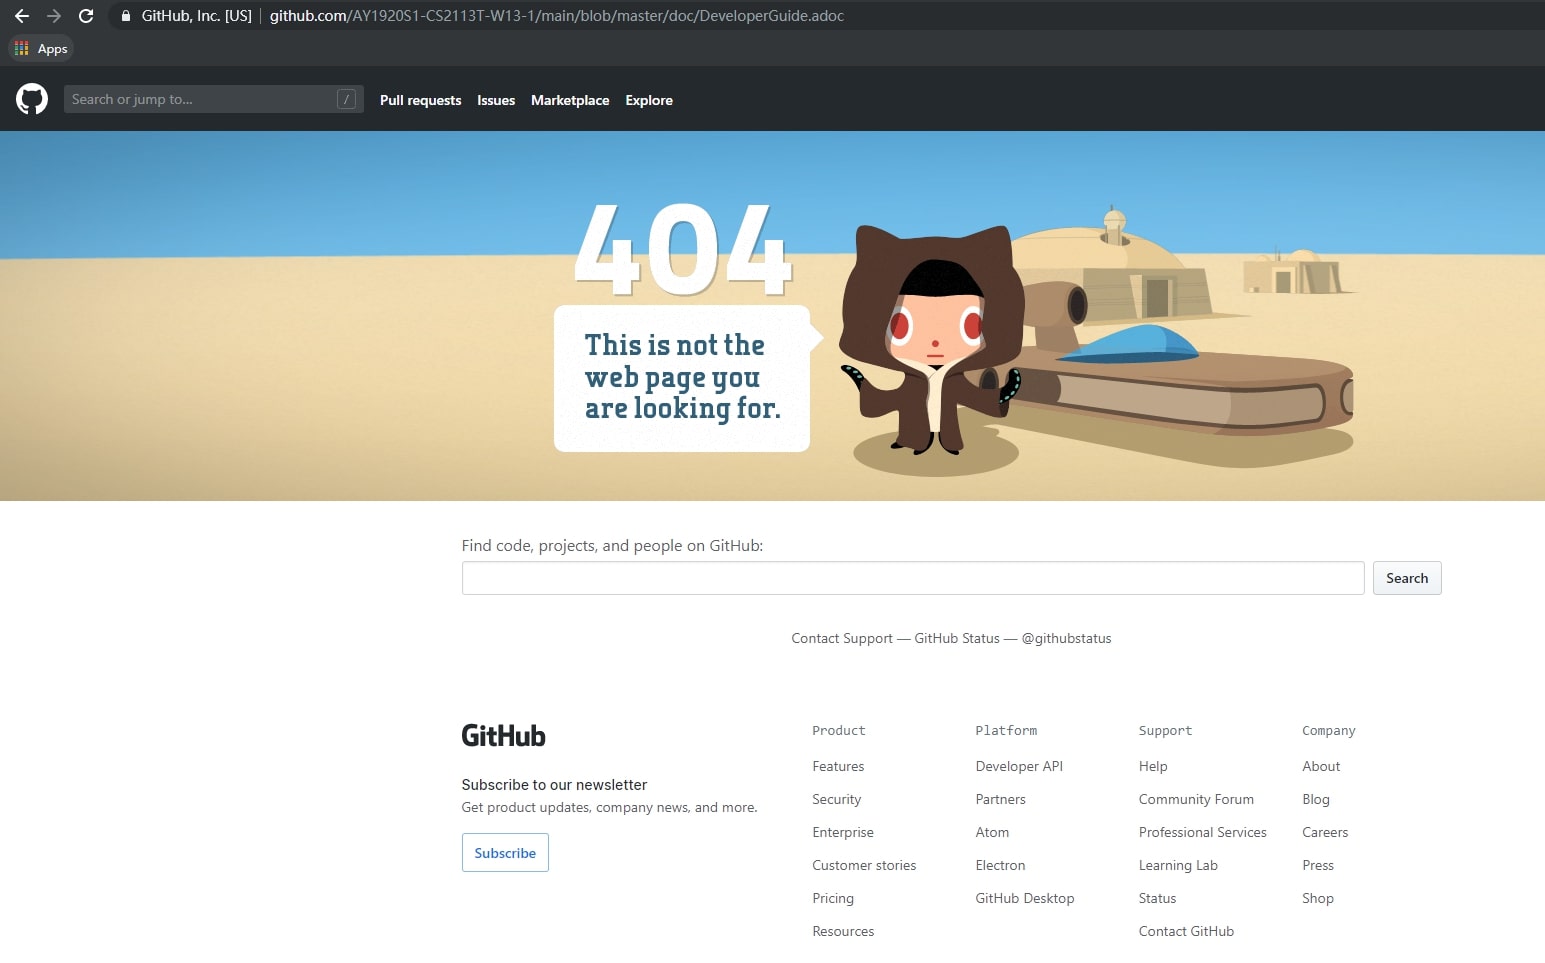 GitHub, Inc. [US] | github.com/AY1920S1-CS2113T-W13-1/main/blob/master/doc/DeveloperGuide.adoc
Apps
Search or jump to... /
Pull requests Issues Marketplace Explore
404
This is not the
web page you
are looking for.
Find code, projects, and people on GitHub:
Search
Contact Support — GitHub Status — @githubstatus
GitHub
Subscribe to our newsletter
Get product updates, company news, and more.
Subscribe
Product
Features
Security
Enterprise
Customer stories
Pricing
Resources
Platform
Developer API
Partners
Atom
Electron
GitHub Desktop
Support
Help
Community Forum
Professional Services
Learning Lab
Status
Contact GitHub
Company
About
Blog
Careers
Press
Shop